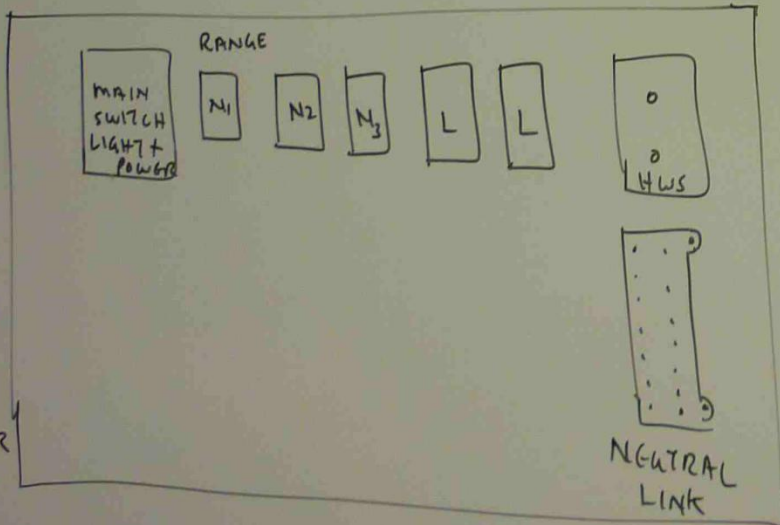 RANGE
MAIN
SWITCH
LIGHT +
POWER
N1
N2
N3
L
L
HWS
NEUTRAL
LINK
R